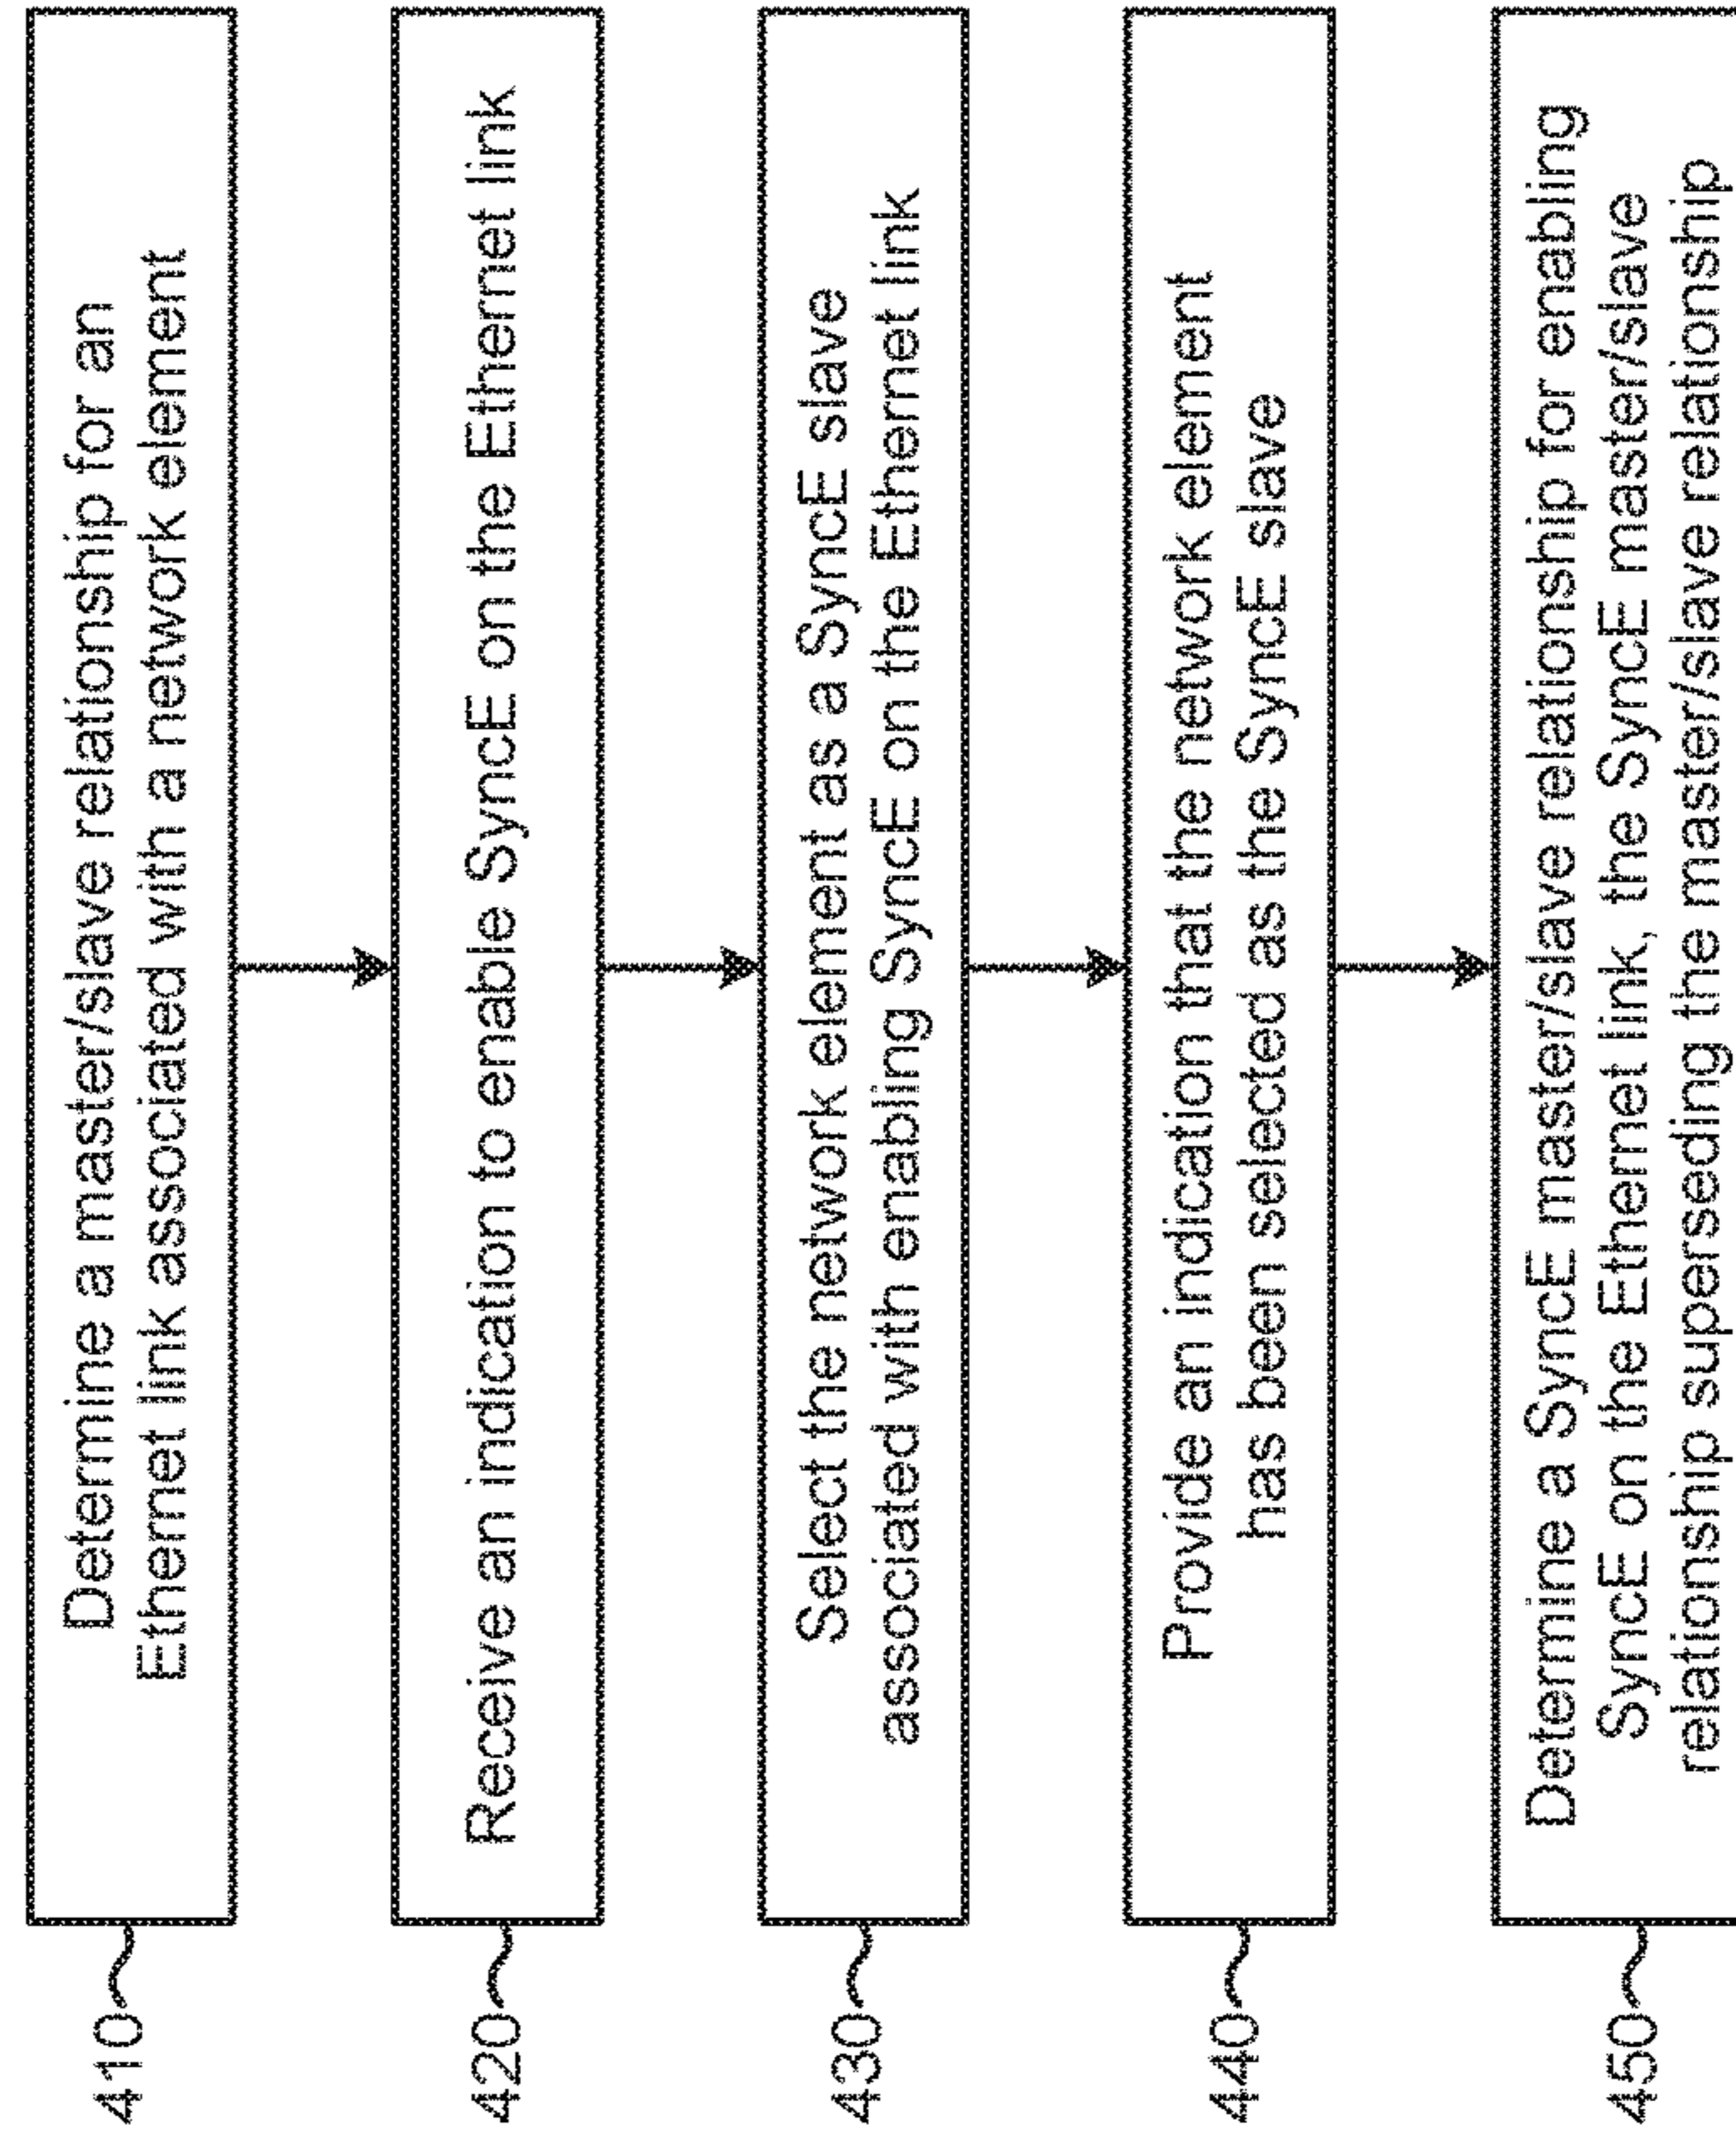 410
Determine a master/slave relationship for an
Ethernet link associated with a network element
420
Receive an indication to enable SyncE on the Ethernet link
430
Select the network element as a SyncE slave
associated with enabling SyncE on the Ethernet link
440
Provide an indication that the network element
has been selected as the SyncE slave
450
Determine a SyncE master/slave relationship for enabling
SyncE on the Ethernet link, the SyncE master/slave
relationship superseding the master/slave relationship